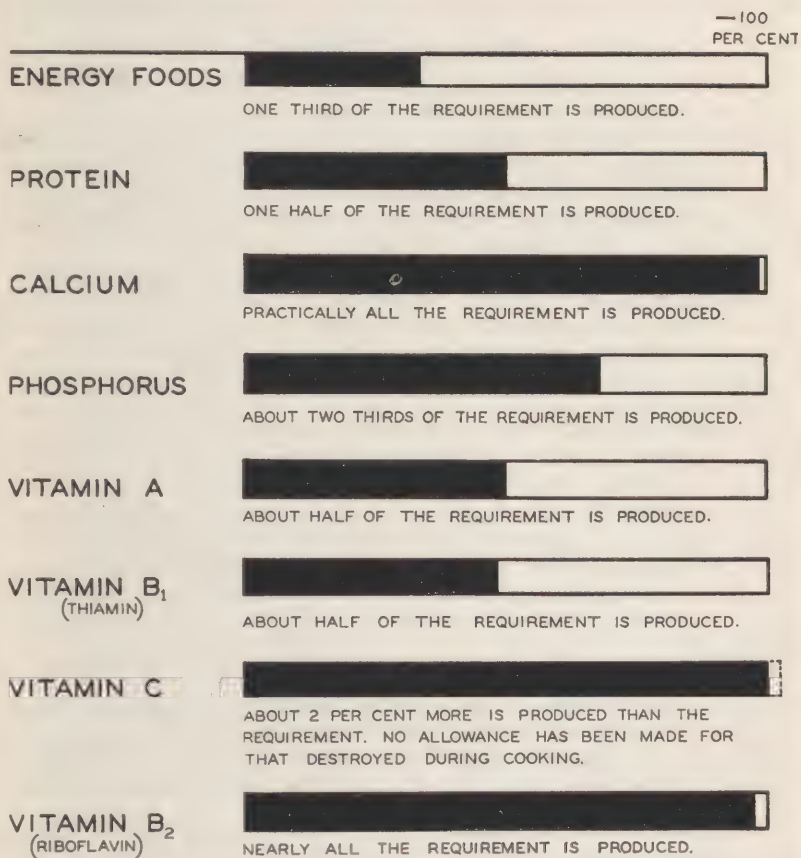 —100
PER CENT
ENERGY FOODS
ONE THIRD OF THE REQUIREMENT IS PRODUCED.
PROTEIN
ONE HALF OF THE REQUIREMENT IS PRODUCED.
CALCIUM
PRACTICALLY ALL THE REQUIREMENT IS PRODUCED.
PHOSPHORUS
ABOUT TWO THIRDS OF THE REQUIREMENT IS PRODUCED.
VITAMIN A
ABOUT HALF OF THE REQUIREMENT IS PRODUCED.
VITAMIN B₁
(THIAMIN)
ABOUT HALF OF THE REQUIREMENT IS PRODUCED.
VITAMIN C
ABOUT 2 PER CENT MORE IS PRODUCED THAN THE
REQUIREMENT. NO ALLOWANCE HAS BEEN MADE FOR
THAT DESTROYED DURING COOKING.
VITAMIN B₂
(RIBOFLAVIN)
NEARLY ALL THE REQUIREMENT IS PRODUCED.